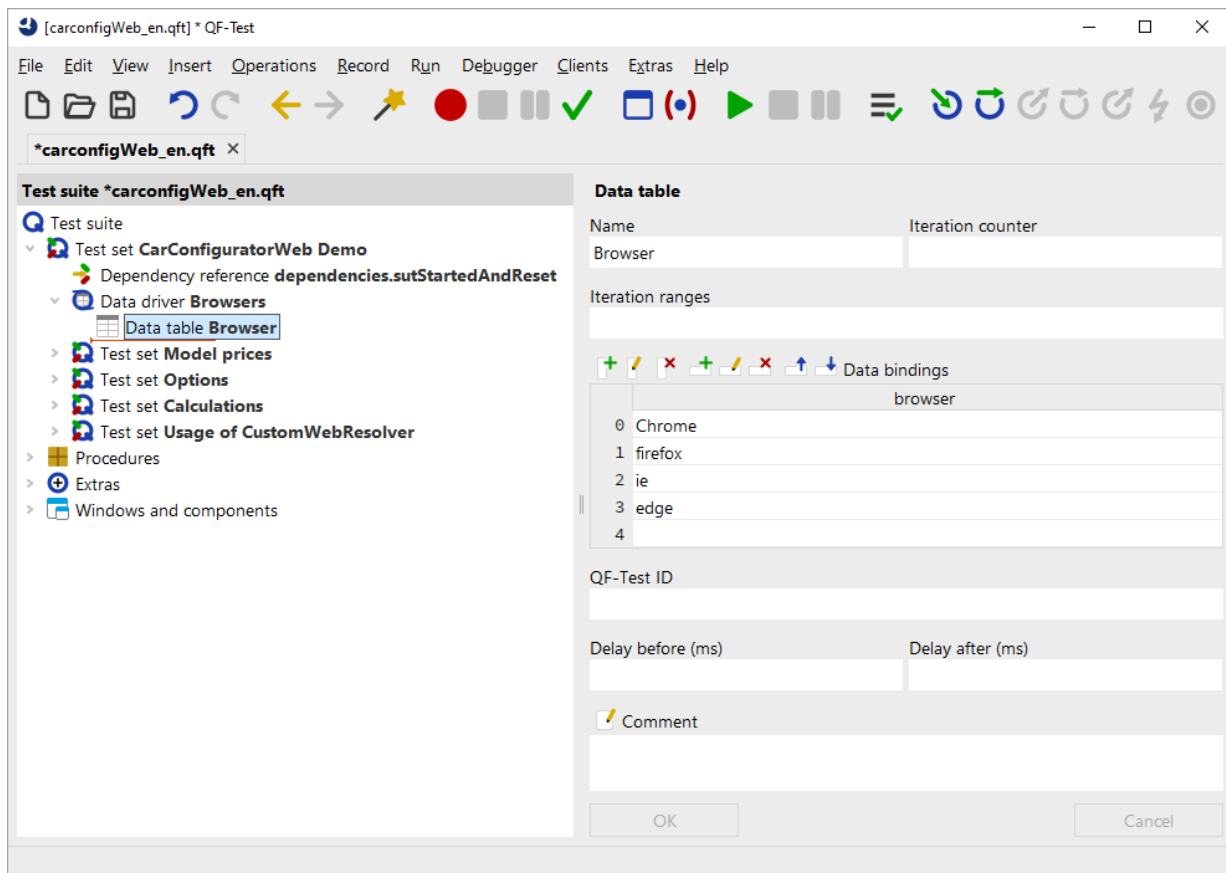 [carconfigWeb_en.qft] * QF-Test
File Edit View Insert Operations Record Run Debugger Clients Extras Help
*carconfigWeb_en.qft
Test suite *carconfigWeb_en.qft
Test suite
Test set CarConfiguratorWeb Demo
Dependency reference dependencies.sutStartedAndReset
Data driver Browsers
Data table Browser
Test set Model prices
Test set Options
Test set Calculations
Test set Usage of CustomWebResolver
Procedures
Extras
Windows and components
Data table
Name Iteration counter
Browser
Iteration ranges
Data bindings
browser
0 Chrome
1 firefox
2 ie
3 edge
4
QF-Test ID
Delay before (ms) Delay after (ms)
Comment
OK Cancel